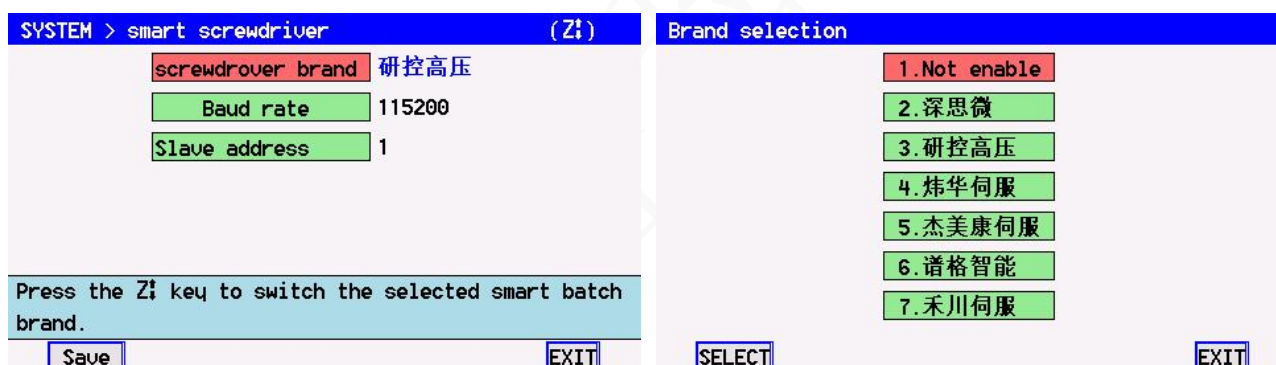 SYSTEM > smart screwdriver (Z↕)
screwdrover brand 研控高压
Baud rate 115200
Slave address 1
Press the Z↕ key to switch the selected smart batch
brand.
Save EXIT
Brand selection
1.Not enable
2.深思微
3.研控高压
4.炜华伺服
5.杰美康伺服
6.谱格智能
7.禾川伺服
SELECT EXIT